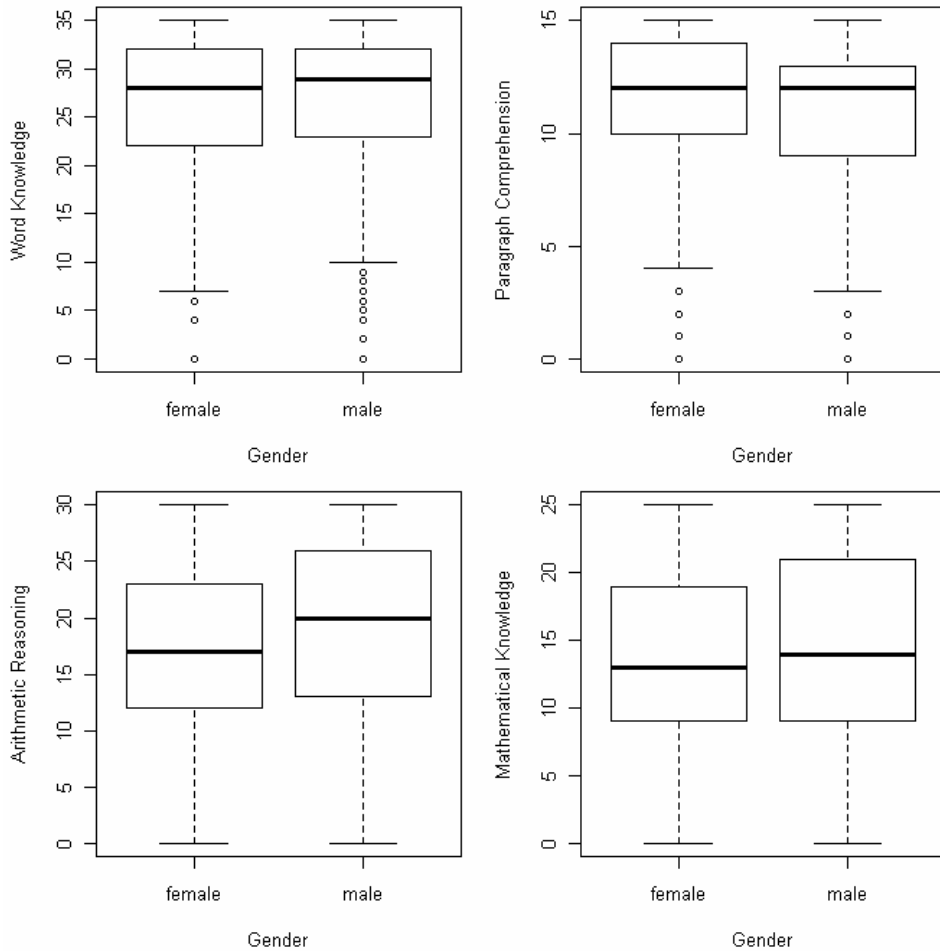 Word Knowledge
35
30
25
20
15
10
5
0
female male
Gender
Paragraph Comprehension
15
10
5
0
female male
Gender
Arithmetic Reasoning
30
25
20
15
10
5
0
female male
Gender
Mathematical Knowledge
25
20
15
10
5
0
female male
Gender